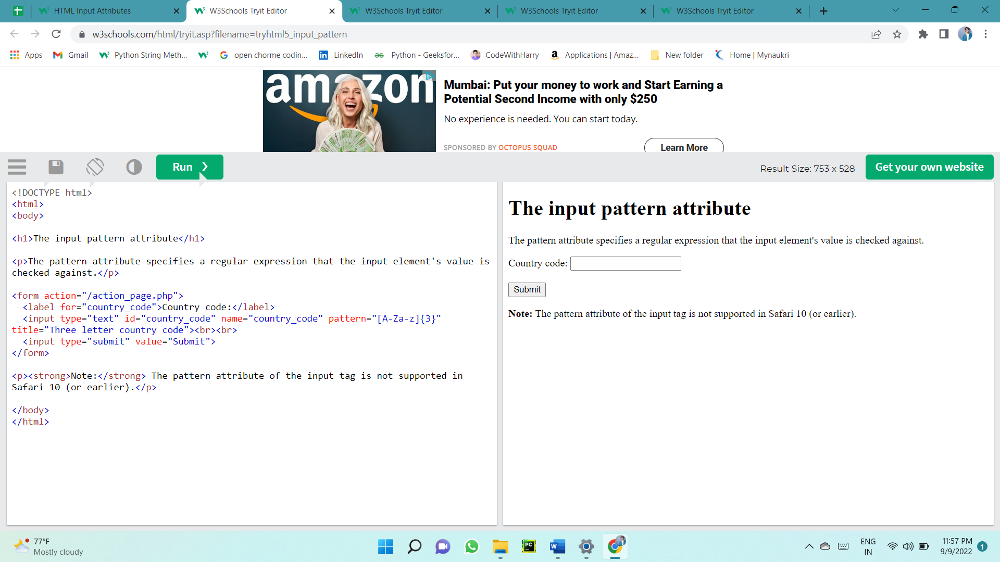 HTML Input Attributes
W3Schools Tryit Editor
W3Schools Tryit Editor
W3Schools Tryit Editor
W3Schools Tryit Editor
w3schools.com/html/tryit.asp?filename=tryhtml5_input_pattern
Apps
Gmail
Python String Meth...
open chorme codin...
LinkedIn
Python - Geeksfor...
CodeWithHarry
Applications | Amaz...
New folder
Home | Mynaukri
amazon
Mumbai: Put your money to work and Start Earning a
Potential Second Income with only $250
No experience is needed. You can start today.
SPONSORED BY OCTOPUS SQUAD
Learn More
Run ❯
Result Size: 753 x 528
Get your own website
<!DOCTYPE html>
<html>
<body>
<h1>The input pattern attribute</h1>
<p>The pattern attribute specifies a regular expression that the input element's value is
checked against.</p>
<form action="/action_page.php">
<label for="country_code">Country code:</label>
<input type="text" id="country_code" name="country_code" pattern="[A-Za-z]{3}"
title="Three letter country code"><br><br>
<input type="submit" value="Submit">
</form>
<p><strong>Note:</strong> The pattern attribute of the input tag is not supported in
Safari 10 (or earlier).</p>
</body>
</html>
The input pattern attribute
The pattern attribute specifies a regular expression that the input element's value is checked against.
Country code:
Submit
Note: The pattern attribute of the input tag is not supported in Safari 10 (or earlier).
77°F
Mostly cloudy
PC
W
ENG
IN
11:57 PM
9/9/2022
1